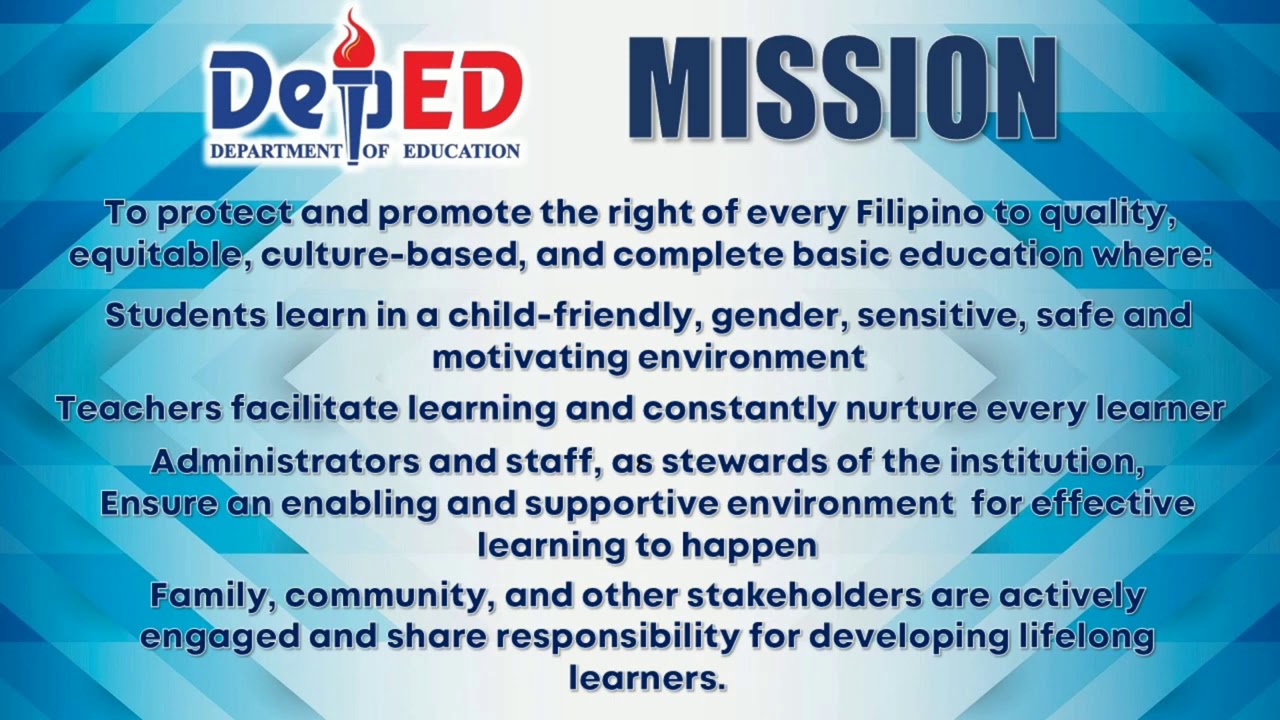 DepED
DEPARTMENT OF EDUCATION
MISSION
To protect and promote the right of every Filipino to quality,
equitable, culture-based, and complete basic education where:
Students learn in a child-friendly, gender, sensitive, safe and
motivating environment
Teachers facilitate learning and constantly nurture every learner
Administrators and staff, as stewards of the institution,
Ensure an enabling and supportive environment for effective
learning to happen
Family, community, and other stakeholders are actively
engaged and share responsibility for developing lifelong
learners.